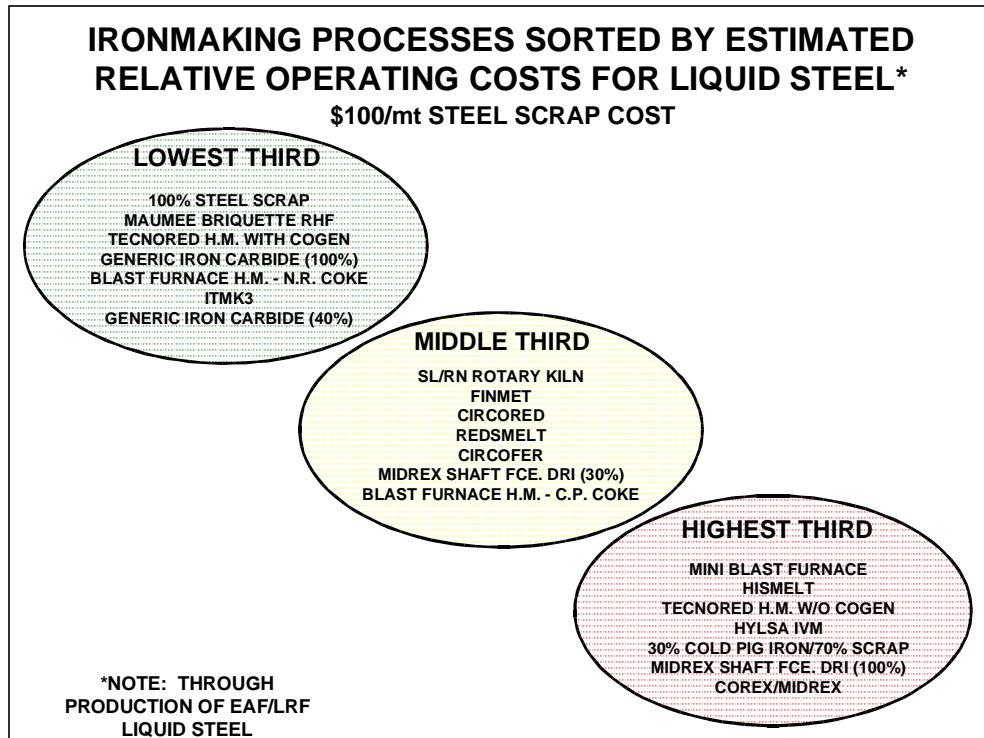 IRONMAKING PROCESSES SORTED BY ESTIMATED
RELATIVE OPERATING COSTS FOR LIQUID STEEL*
$100/mt STEEL SCRAP COST
LOWEST THIRD
100% STEEL SCRAP
MAUMEE BRIQUETTE RHF
TECNORED H.M. WITH COGEN
GENERIC IRON CARBIDE (100%)
BLAST FURNACE H.M. - N.R. COKE
ITMK3
GENERIC IRON CARBIDE (40%)
MIDDLE THIRD
SL/RN ROTARY KILN
FINMET
CIRCORED
REDSMELT
CIRCOFER
MIDREX SHAFT FCE. DRI (30%)
BLAST FURNACE H.M. - C.P. COKE
HIGHEST THIRD
MINI BLAST FURNACE
HISMELT
TECNORED H.M. W/O COGEN
HYLSA IVM
30% COLD PIG IRON/70% SCRAP
MIDREX SHAFT FCE. DRI (100%)
COREX/MIDREX
*NOTE: THROUGH
PRODUCTION OF EAF/LRF
LIQUID STEEL